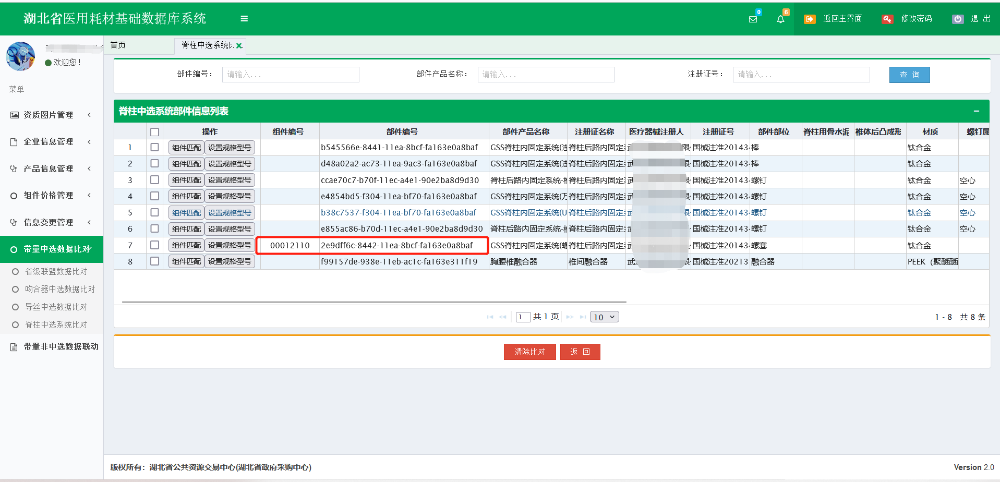 湖北省医用耗材基础数据库系统
0
6
返回主界面
修改密码
退 出
欢迎您!
菜单
资质图片管理
企业信息管理
产品信息管理
组件价格管理
信息变更管理
带量中选数据比对
省级联盟数据比对
吻合器中选数据比对
导丝中选数据比对
脊柱中选系统比对
带量非中选数据联动
首页
脊柱中选系统比
部件编号： 请输入...
部件产品名称： 请输入...
注册证号： 请输入...
查 询
脊柱中选系统部件信息列表
操作 组件编号 部件编号 部件产品名称 注册证名称 医疗器械注册人 注册证号 部件部位 脊柱用骨水泥 椎体后凸成形 材质 螺钉属
1 组件匹配 设置规格型号 b545566e-8441-11ea-8bcf-fa163e0a8baf GSS脊柱内固定系统(连 脊柱后路内固定系 武 限 国械注准20143 棒 钛合金
2 组件匹配 设置规格型号 d48a02a2-ac73-11ea-9ac3-fa163e0a8baf GSS脊柱内固定系统(连 脊柱后路内固定系 武 限 国械注准20143 棒 钛合金
3 组件匹配 设置规格型号 ccae70c7-b70f-11ec-a4e1-90e2ba8d9d30 脊柱后路内固定系统- 脊柱后路内固定系 武 限 国械注准20143 螺钉 钛合金 空心
4 组件匹配 设置规格型号 e4854bd5-f304-11ea-bf70-fa163e0a8baf GSS脊柱内固定系统(万 脊柱后路内固定系 武 限 国械注准20143 螺钉 钛合金 空心
5 组件匹配 设置规格型号 b38c7537-f304-11ea-bf70-fa163e0a8baf GSS脊柱内固定系统(U 脊柱后路内固定系 武 限 国械注准20143 螺钉 钛合金 空心
6 组件匹配 设置规格型号 e855ac86-b70d-11ec-a4e1-90e2ba8d9d30 脊柱后路内固定系统- 脊柱后路内固定系 武 限 国械注准20143 螺钉 钛合金 空心
7 组件匹配 设置规格型号 00012110 2e9dff6c-8442-11ea-8bcf-fa163e0a8baf GSS脊柱内固定系统(螺 脊柱后路内固定系 武 限 国械注准20143 螺塞 钛合金
8 组件匹配 设置规格型号 f99157de-938e-11eb-ac1c-fa163e311f19 胸腰椎融合器 椎间融合器 武 限 国械注准20213 融合器 PEEK（聚醚醚
1 共 1 页 10
1 - 8 共 8 条
清除比对 返 回
版权所有：湖北省公共资源交易中心(湖北省政府采购中心)
Version 2.0